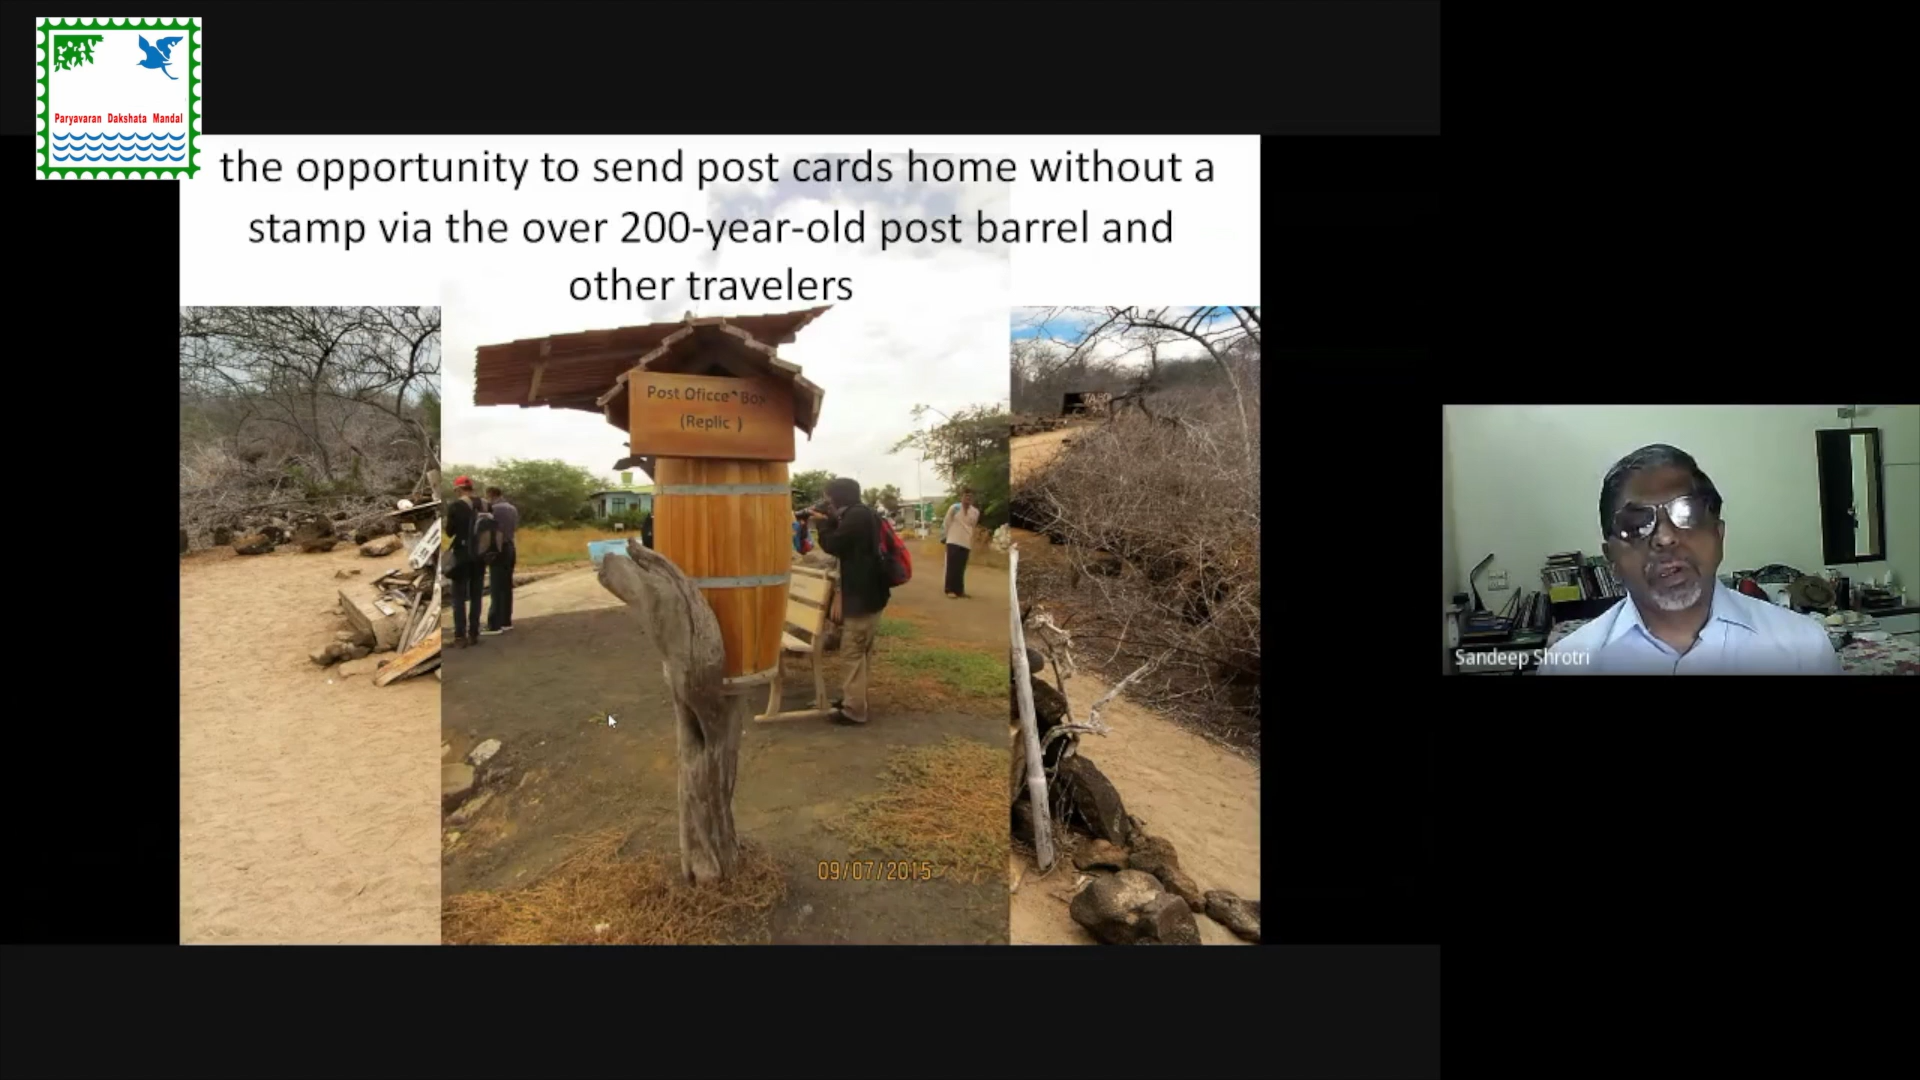 Paryavaran Dakshata Mandal
the opportunity to send post cards home without a
stamp via the over 200-year-old post barrel and
other travelers
Post Oficce Box
(Replic )
09/07/2015
Sandeep Shrotri